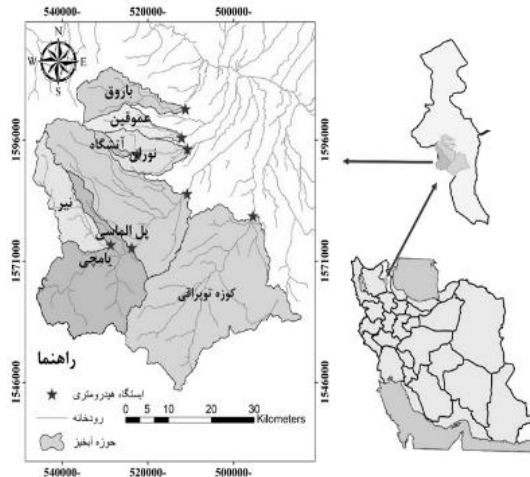 540000- 520000- 500000-
N
W E
S
باروق
عموقین
آتشگاه
نوران
نیر
پل الماسی
یامچی
کوزه توپراقی
1596000
1571000
1546000
1596000
1571000
1546000
راهنما
ایستگاه هیدرومتری
رودخانه
حوزه آبخیز
0 5 10 20 30
Kilometers
540000- 520000- 500000-